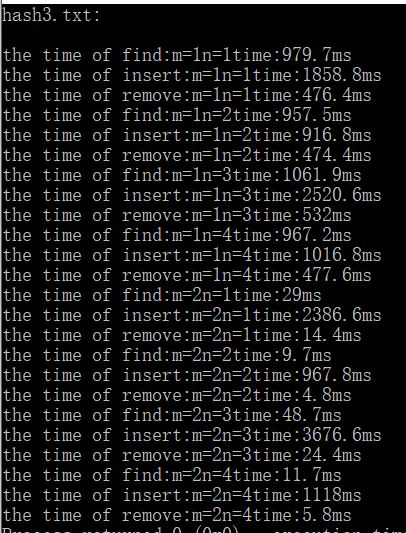 hash3.txt:
the time of find:m=1n=1time:979.7ms
the time of insert:m=1n=1time:1858.8ms
the time of remove:m=1n=1time:476.4ms
the time of find:m=1n=2time:957.5ms
the time of insert:m=1n=2time:916.8ms
the time of remove:m=1n=2time:474.4ms
the time of find:m=1n=3time:1061.9ms
the time of insert:m=1n=3time:2520.6ms
the time of remove:m=1n=3time:532ms
the time of find:m=1n=4time:967.2ms
the time of insert:m=1n=4time:1016.8ms
the time of remove:m=1n=4time:477.6ms
the time of find:m=2n=1time:29ms
the time of insert:m=2n=1time:2386.6ms
the time of remove:m=2n=1time:14.4ms
the time of find:m=2n=2time:9.7ms
the time of insert:m=2n=2time:967.8ms
the time of remove:m=2n=2time:4.8ms
the time of find:m=2n=3time:48.7ms
the time of insert:m=2n=3time:3676.6ms
the time of remove:m=2n=3time:24.4ms
the time of find:m=2n=4time:11.7ms
the time of insert:m=2n=4time:1118ms
the time of remove:m=2n=4time:5.8ms